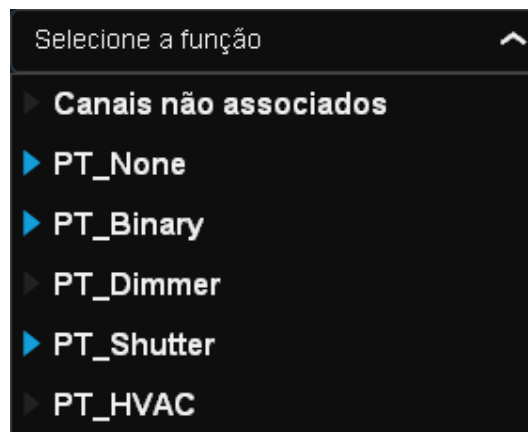 Selecione a função
Canais não associados
PT_None
PT_Binary
PT_Dimmer
PT_Shutter
PT_HVAC